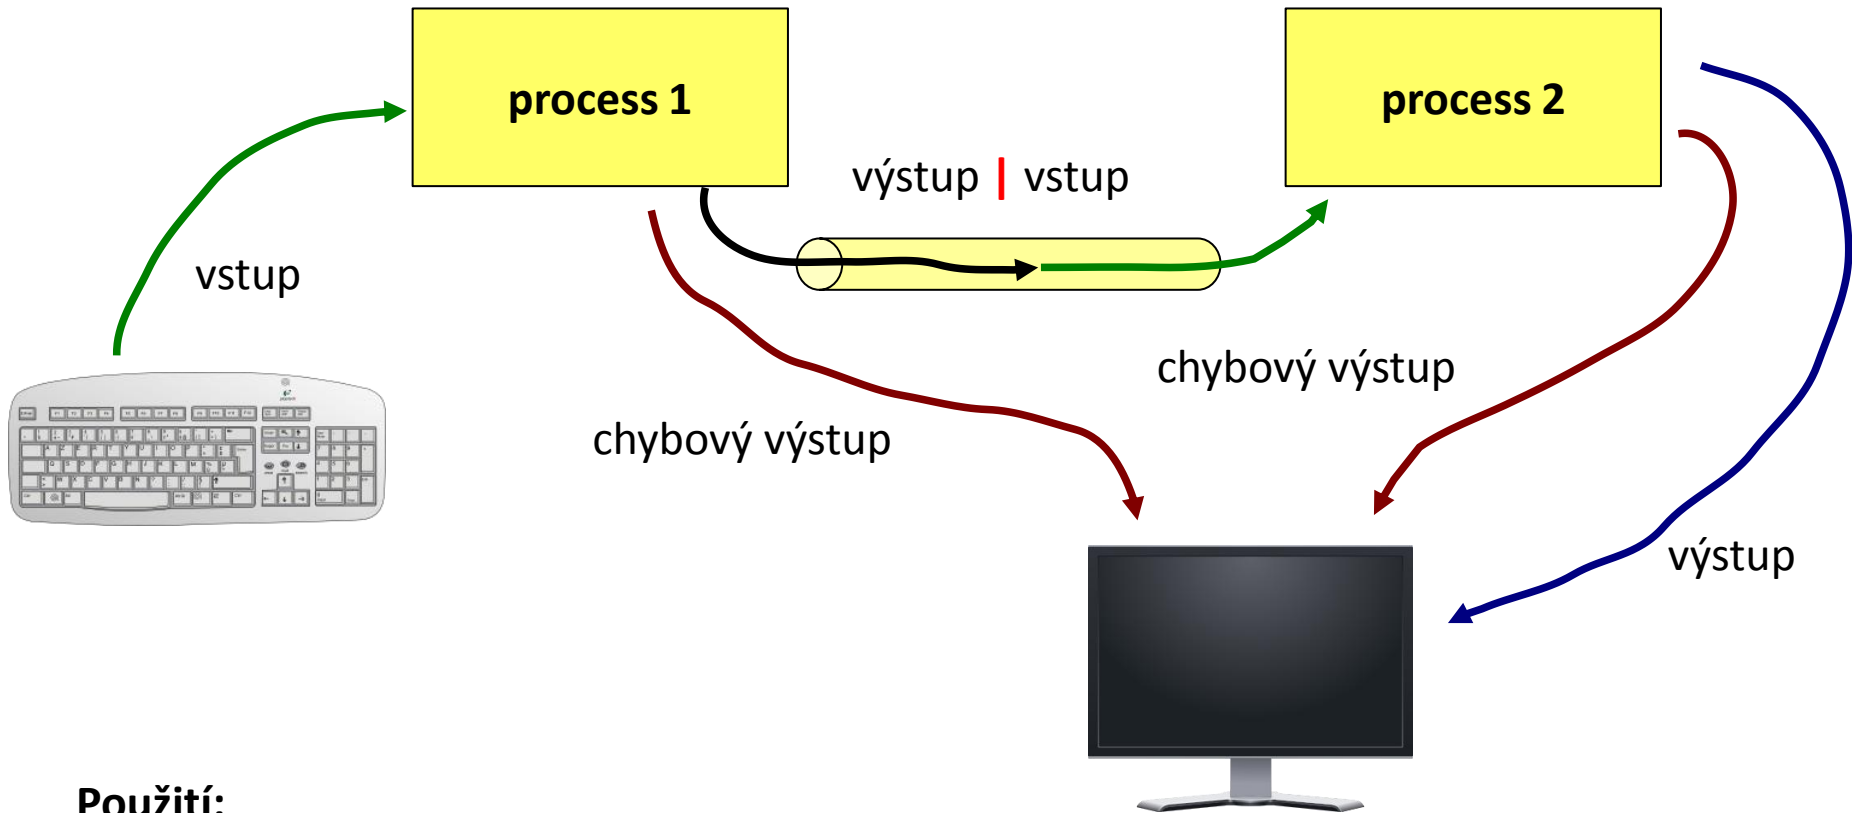 process 1
process 2
výstup | vstup
vstup
chybový výstup
chybový výstup
výstup
Použití: